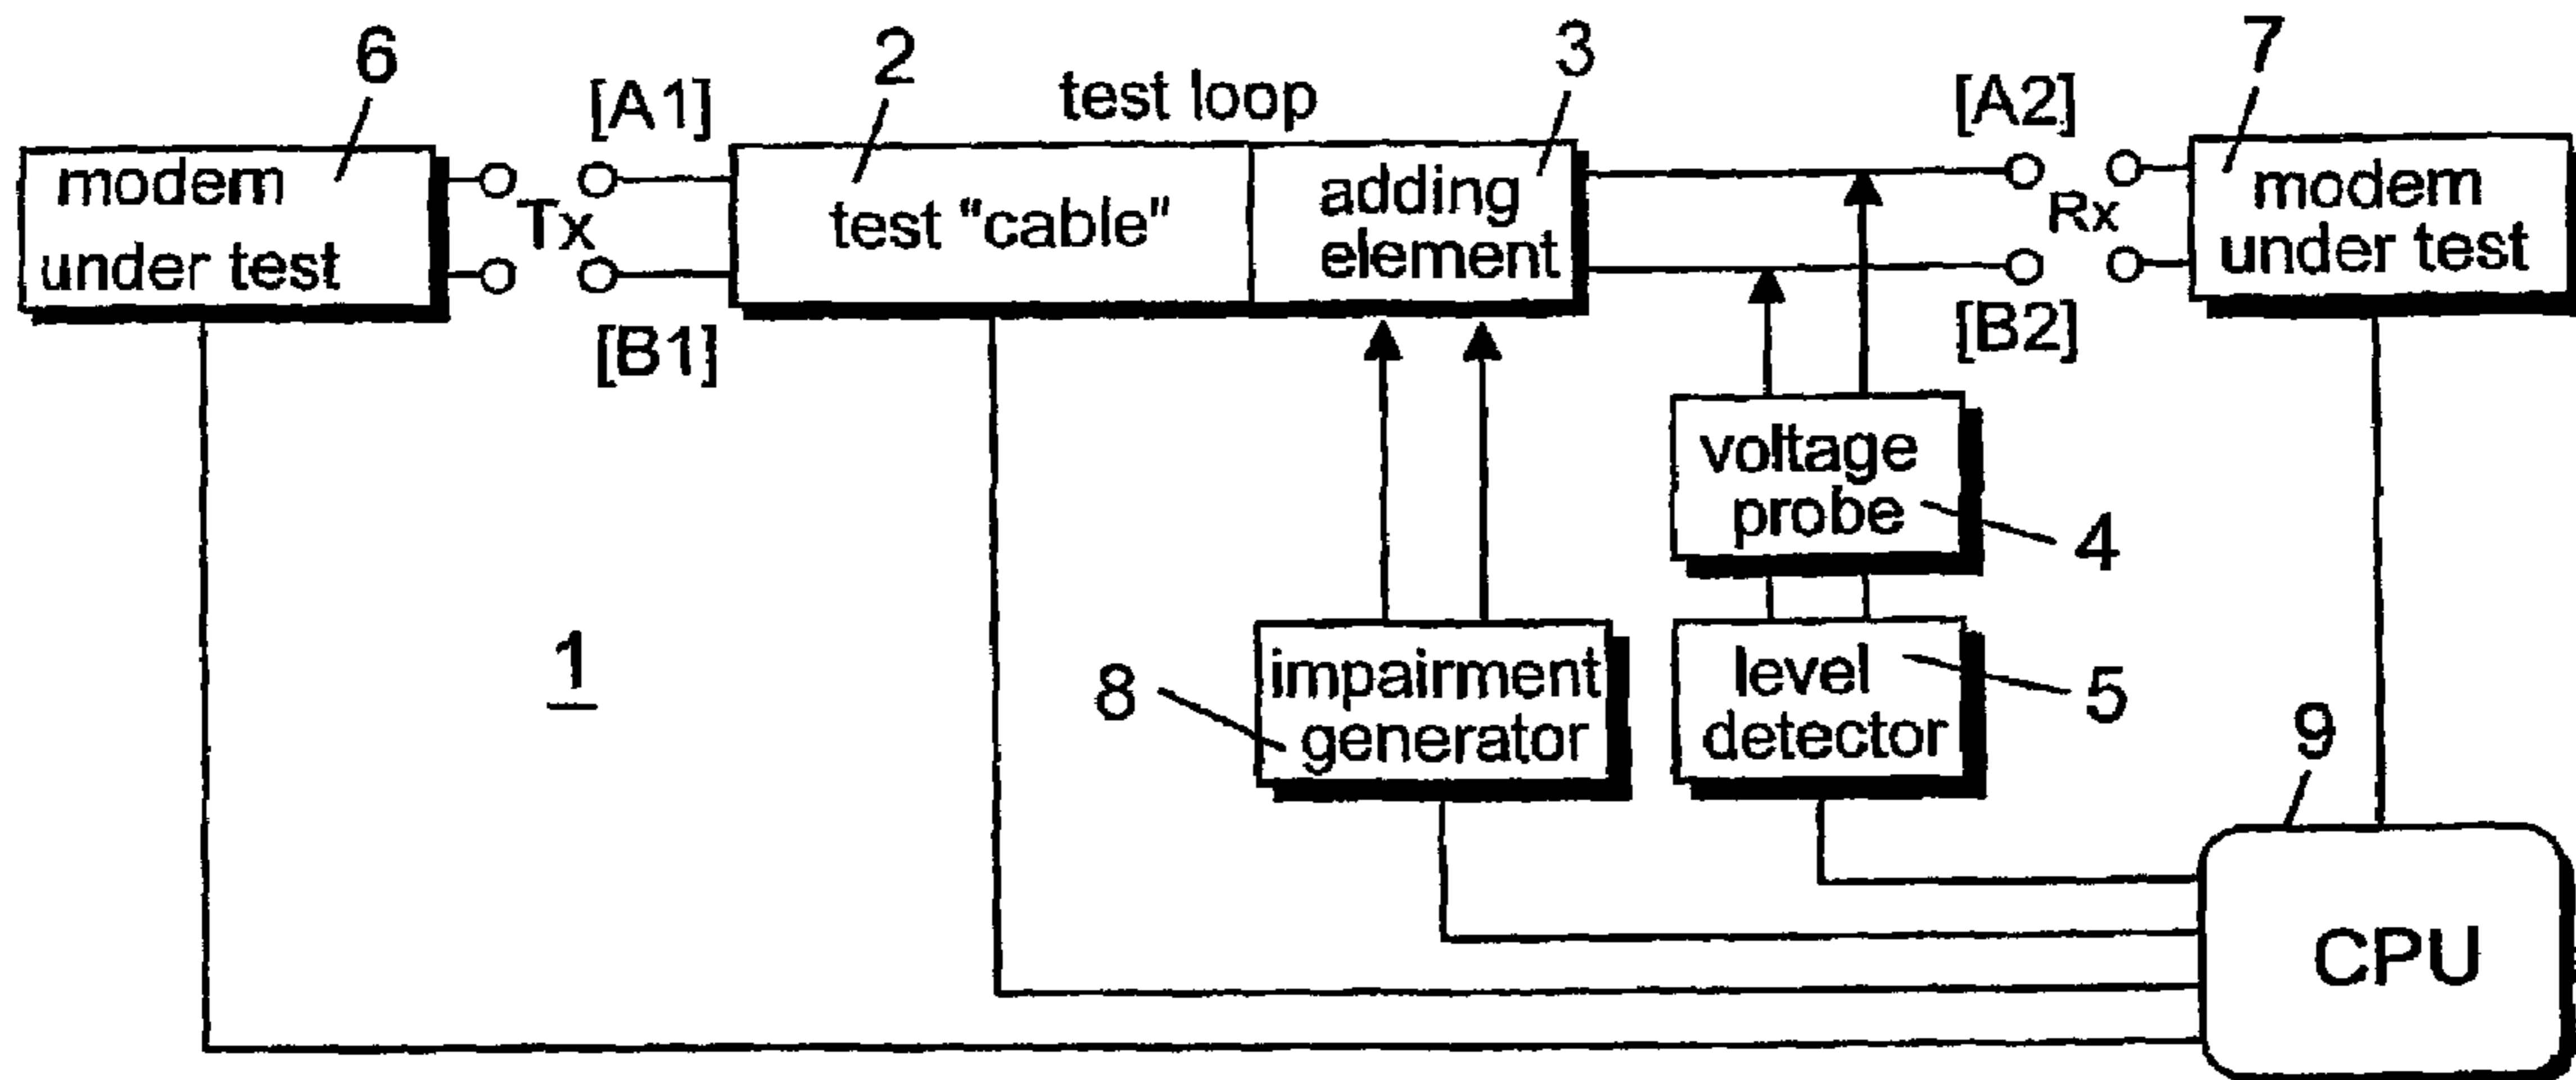 6
2
test loop
3
7
[A1]
[A2]
modem
under test
Tx
test "cable"
adding
element
Rx
modem
under test
[B1]
[B2]
voltage
probe
4
1
8
impairment
generator
level
detector
5
9
CPU